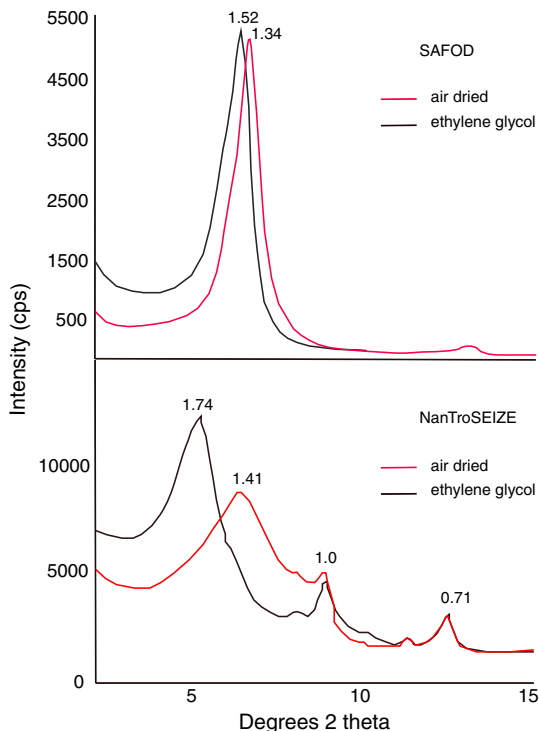 5500
4500
3500
2500
1500
500
1.52
1.34
SAFOD
air dried
ethylene glycol
Intensity (cps)
10000
5000
0
1.74
1.41
1.0
0.71
NanTroSEIZE
air dried
ethylene glycol
5
10
15
Degrees 2 theta